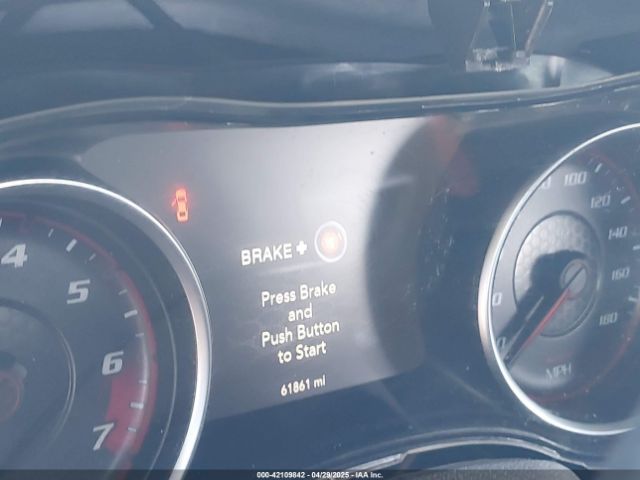 BRAKE +
Press Brake
and
Push Button
to Start
61861 mi
4
5
6
7
0
100
120
140
160
180
MPH
000-42109842 - 04/29/2025 - © IAA Inc.